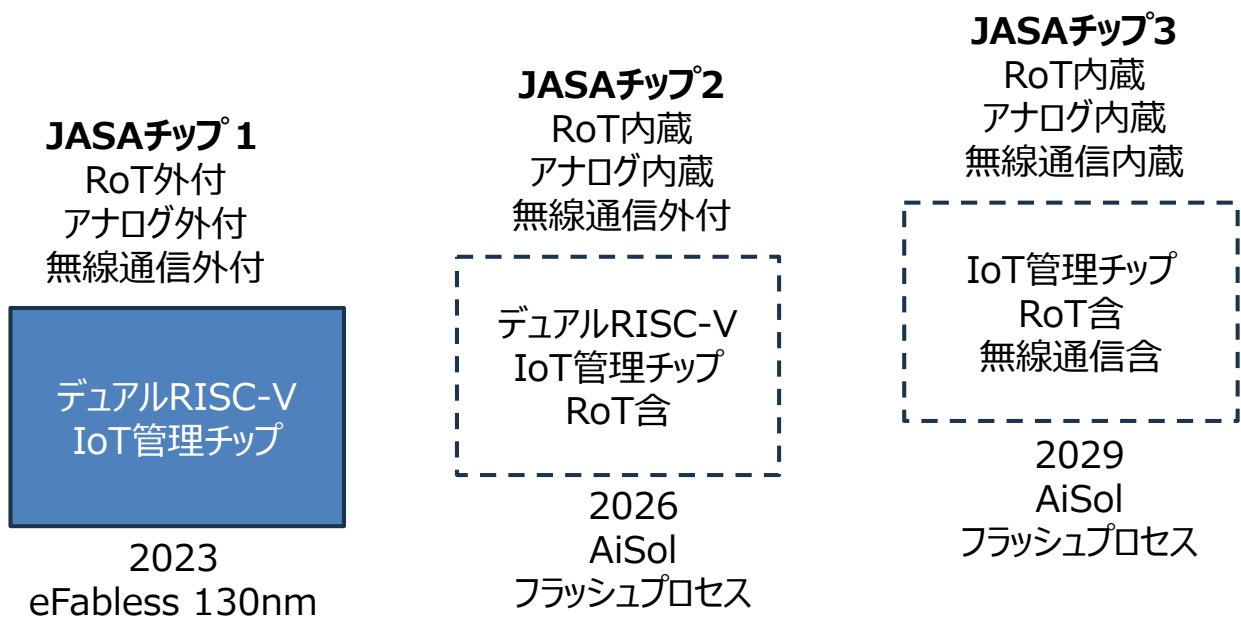 JASAチップ1
RoT外付
アナログ外付
無線通信外付
デュアルRISC-V
IoT管理チップ
2023
eFabless 130nm
JASAチップ2
RoT内蔵
アナログ内蔵
無線通信外付
デュアルRISC-V
IoT管理チップ
RoT含
2026
AiSol
フラッシュプロセス
JASAチップ3
RoT内蔵
アナログ内蔵
無線通信内蔵
IoT管理チップ
RoT含
無線通信含
2029
AiSol
フラッシュプロセス